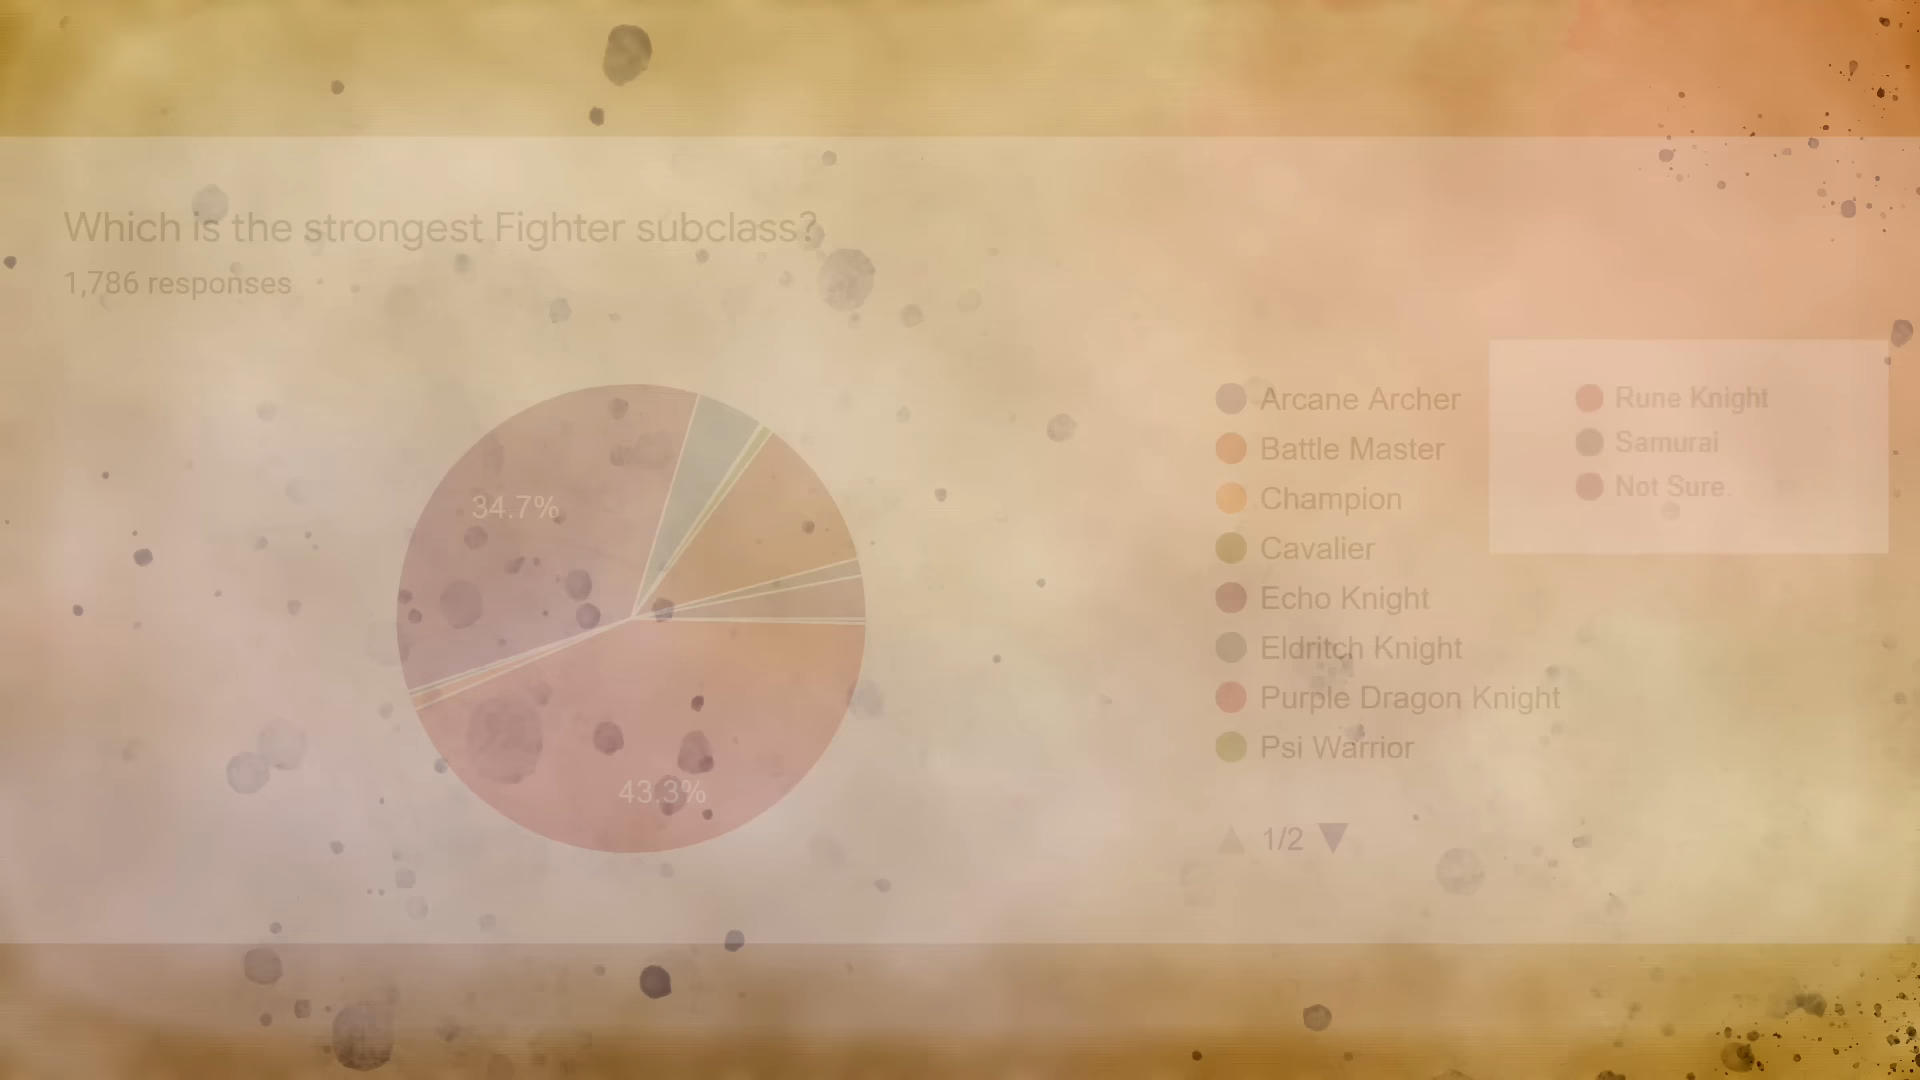 Which is the strongest Fighter subclass?
1,786 responses
34.7%
43.3%
Arcane Archer
Battle Master
Champion
Cavalier
Echo Knight
Eldritch Knight
Purple Dragon Knight
Psi Warrior
1/2
Rune Knight
Samurai
Not Sure.